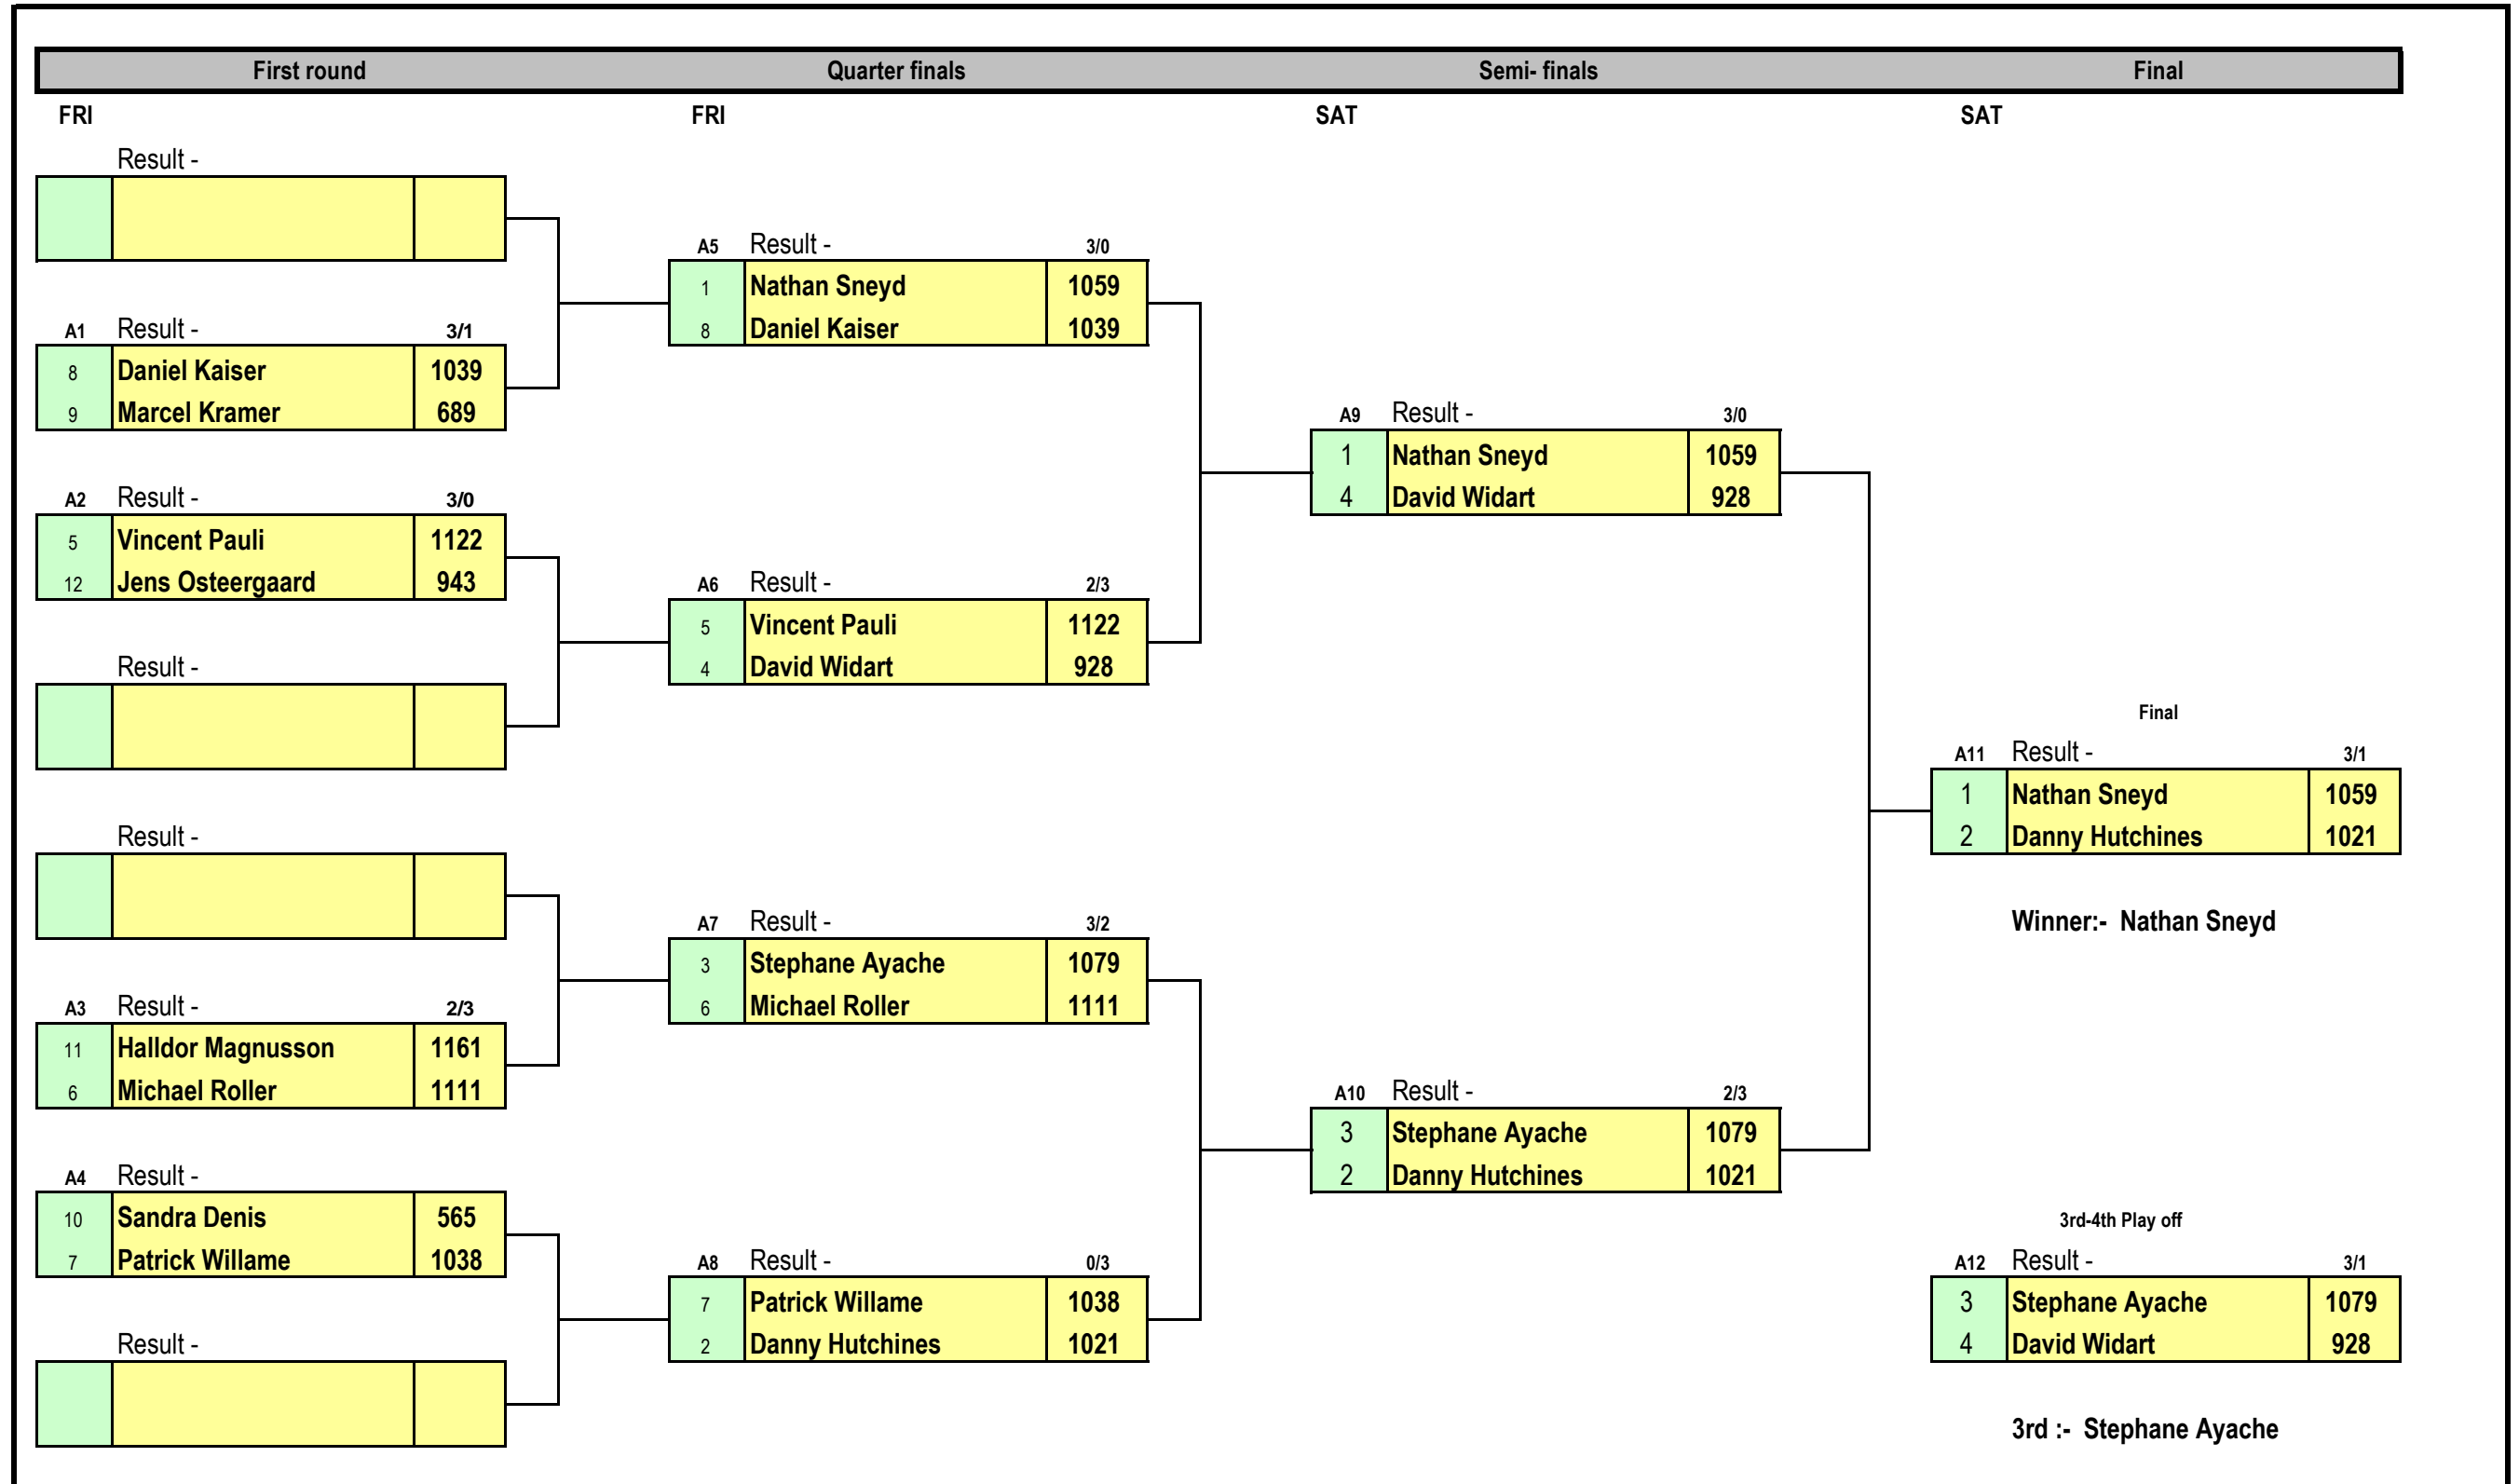 First round Quarter finals Semi- finals Final
FRI FRI SAT SAT
Result -
A1 Result - 3/1
8 Daniel Kaiser 1039
9 Marcel Kramer 689
A2 Result - 3/0
5 Vincent Pauli 1122
12 Jens Osteergaard 943
Result -
Result -
A3 Result - 2/3
11 Halldor Magnusson 1161
6 Michael Roller 1111
A4 Result -
10 Sandra Denis 565
7 Patrick Willame 1038
Result -
A5 Result - 3/0
1 Nathan Sneyd 1059
8 Daniel Kaiser 1039
A6 Result - 2/3
5 Vincent Pauli 1122
4 David Widart 928
A7 Result - 3/2
3 Stephane Ayache 1079
6 Michael Roller 1111
A8 Result - 0/3
7 Patrick Willame 1038
2 Danny Hutchines 1021
A9 Result - 3/0
1 Nathan Sneyd 1059
4 David Widart 928
A10 Result - 2/3
3 Stephane Ayache 1079
2 Danny Hutchines 1021
Final
A11 Result - 3/1
1 Nathan Sneyd 1059
2 Danny Hutchines 1021
Winner:- Nathan Sneyd
3rd-4th Play off
A12 Result - 3/1
3 Stephane Ayache 1079
4 David Widart 928
3rd :- Stephane Ayache